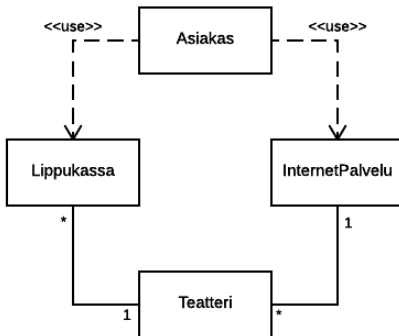 <<use>>
Asiakas
<<use>>
Lippukassa
InternetPalvelu
*
1
Teatteri
1
*